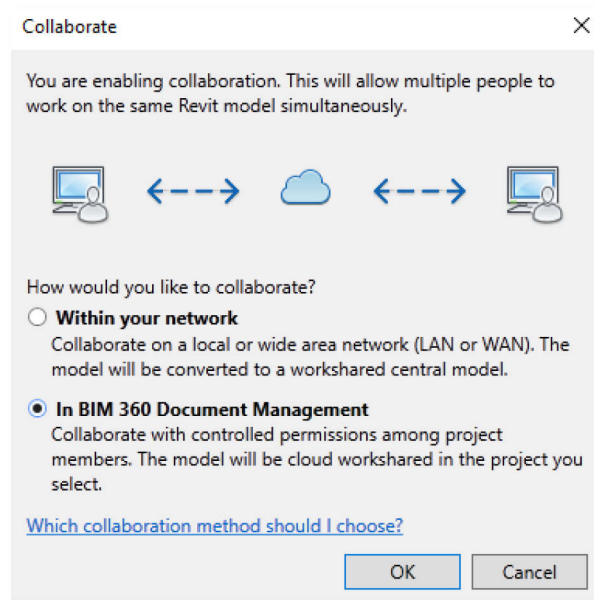 Collaborate
You are enabling collaboration. This will allow multiple people to
work on the same Revit model simultaneously.
How would you like to collaborate?
Within your network
Collaborate on a local or wide area network (LAN or WAN). The
model will be converted to a workshared central model.
In BIM 360 Document Management
Collaborate with controlled permissions among project
members. The model will be cloud workshared in the project you
select.
Which collaboration method should I choose?
OK Cancel